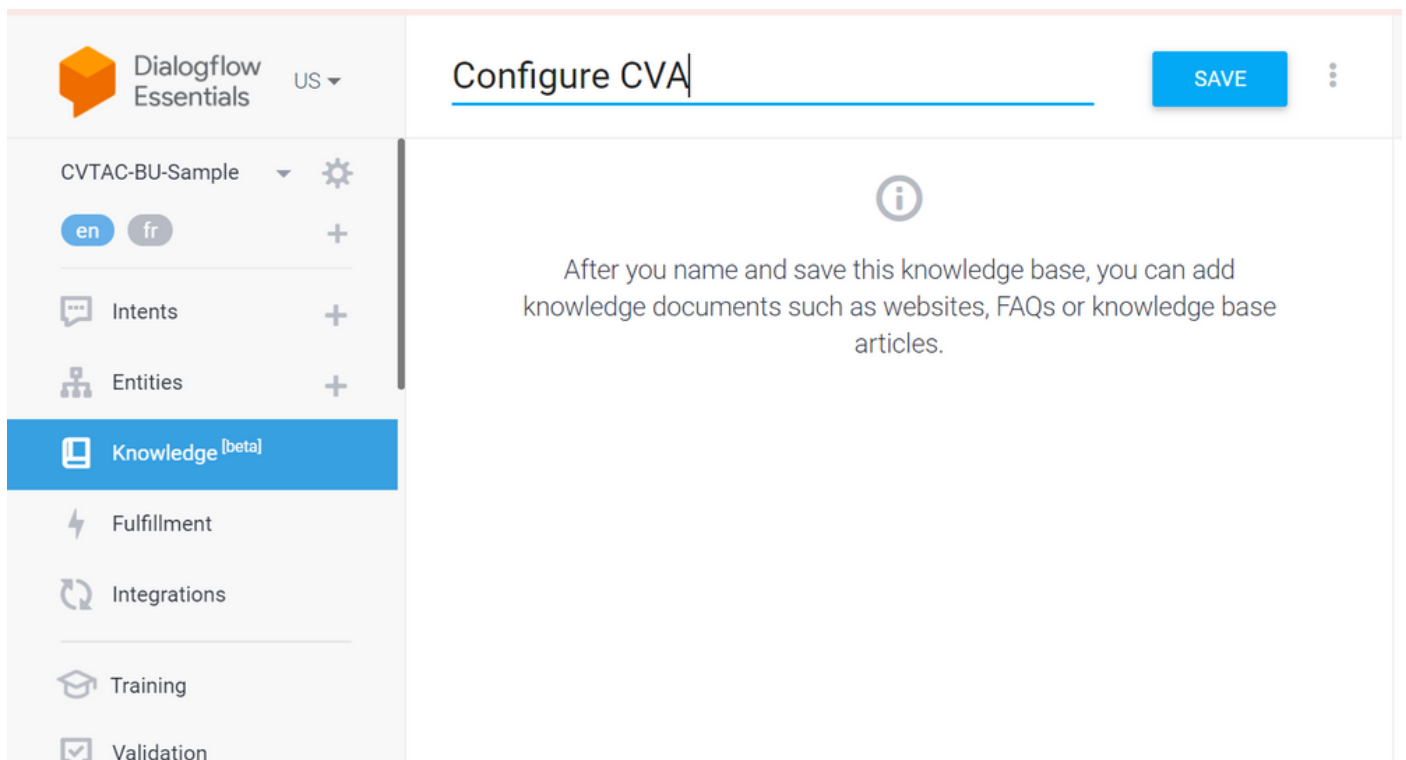 Dialogflow
Essentials
US
Configure CVA
SAVE
CVTAC-BU-Sample
en
fr
After you name and save this knowledge base, you can add
knowledge documents such as websites, FAQs or knowledge base
articles.
Intents
Entities
Knowledge [beta]
Fulfillment
Integrations
Training
Validation